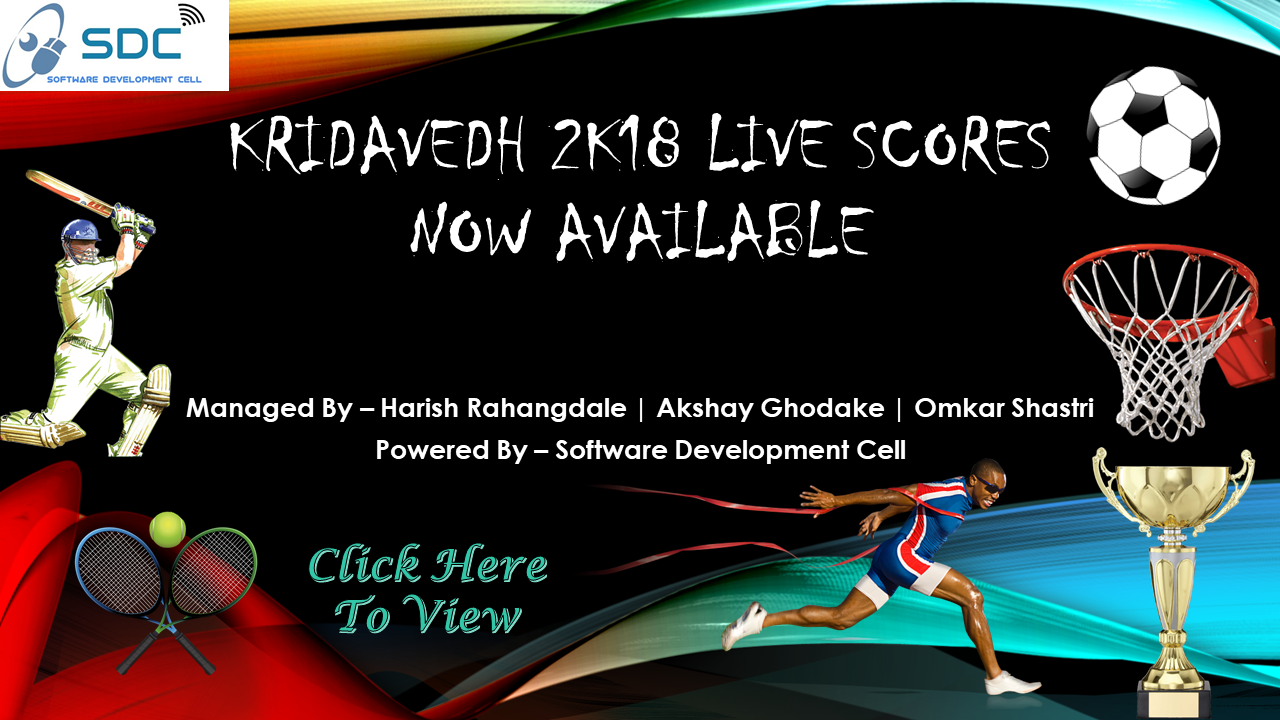 SDC
SOFTWARE DEVELOPMENT CELL
KRIDAVEDH 2K18 LIVE SCORES
NOW AVAILABLE
Managed By – Harish Rahangdale | Akshay Ghodake | Omkar Shastri
Powered By – Software Development Cell
Click Here
To View